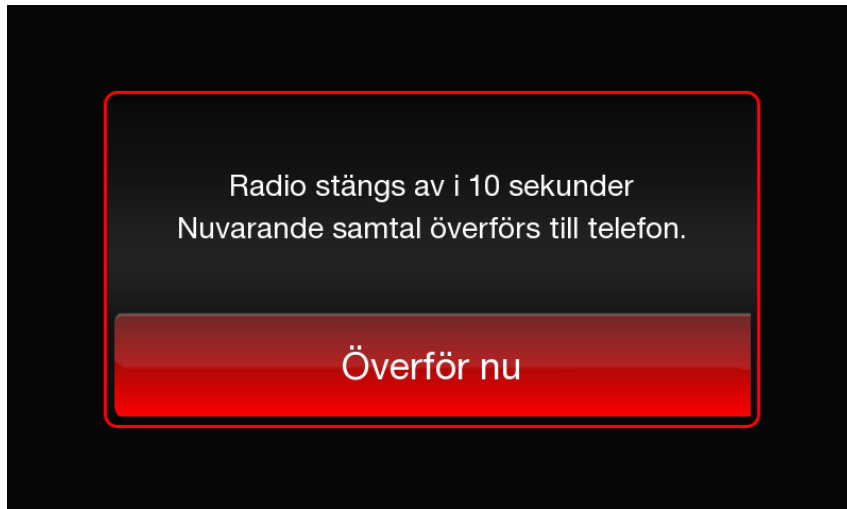 Radio stängs av i 10 sekunder
Nuvarande samtal överförs till telefon.
Överför nu